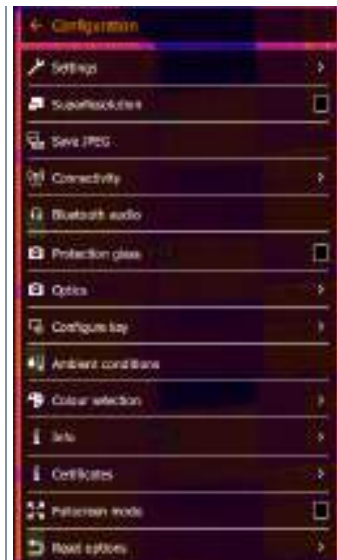 Configuration
Settings
SuperResolution
Save JPEG
Connectivity
Bluetooth audio
Protection glass
Optics
Configure key
Ambient conditions
Colour selection
Info
Certificates
Fullscreen mode
Reset options